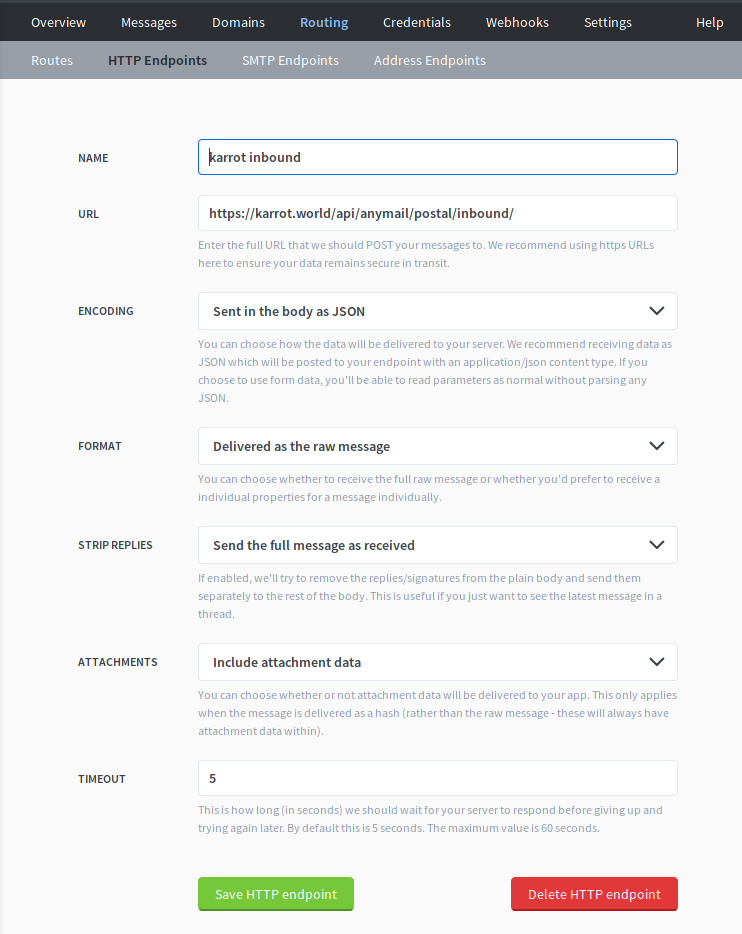 Overview Messages Domains Routing Credentials Webhooks Settings Help
Routes HTTP Endpoints SMTP Endpoints Address Endpoints
NAME karrot inbound
URL https://karrot.world/api/anymail/postal/inbound/
Enter the full URL that we should POST your messages to. We recommend using https URLs
here to ensure your data remains secure in transit.
ENCODING Sent in the body as JSON
You can choose how the data will be delivered to your server. We recommend receiving data as
JSON which will be posted to your endpoint with an application/json content type. If you
choose to use form data, you'll be able to read parameters as normal without parsing any
JSON.
FORMAT Delivered as the raw message
You can choose whether to receive the full raw message or whether you'd prefer to receive a
individual properties for a message individually.
STRIP REPLIES Send the full message as received
If enabled, we'll try to remove the replies/signatures from the plain body and send them
separately to the rest of the body. This is useful if you just want to see the latest message in a
thread.
ATTACHMENTS Include attachment data
You can choose whether or not attachment data will be delivered to your app. This only applies
when the message is delivered as a hash (rather than the raw message - these will always have
attachment data within).
TIMEOUT 5
This is how long (in seconds) we should wait for your server to respond before giving up and
trying again later. By default this is 5 seconds. The maximum value is 60 seconds.
Save HTTP endpoint Delete HTTP endpoint